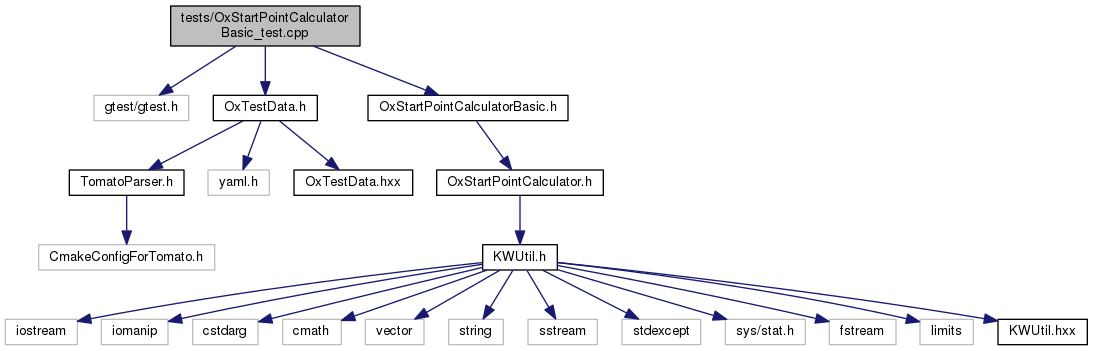 tests/OxStartPointCalculator
Basic_test.cpp
gtest/gtest.h
OxTestData.h
OxStartPointCalculatorBasic.h
TomatoParser.h
yaml.h
OxTestData.hxx
OxStartPointCalculator.h
CmakeConfigForTomato.h
KWUtil.h
iostream
iomanip
cstdarg
cmath
vector
string
sstream
stdexcept
sys/stat.h
fstream
limits
KWUtil.hxx